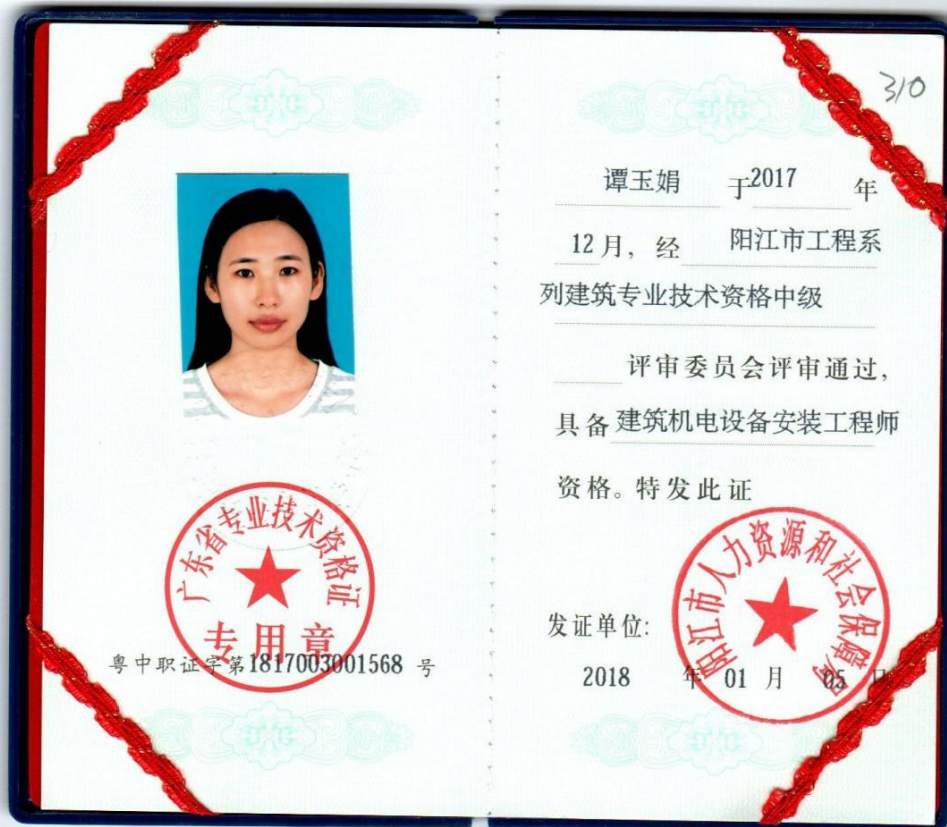 广东省专业技术资格证
专用章
粤中职证字第1817003001568号
310
谭玉娟 于2017 年
12月，经 阳江市工程系
列建筑专业技术资格中级
评审委员会评审通过，
具备 建筑机电设备安装工程师
资格。特发此证
阳江市人力资源和社会保障局
发证单位:
2018 年 01 月 05 日